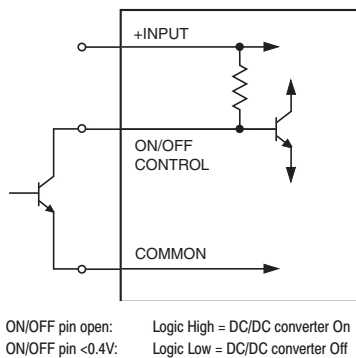 +INPUT
ON/OFF
CONTROL
COMMON
ON/OFF pin open: Logic High = DC/DC converter On
ON/OFF pin <0.4V: Logic Low = DC/DC converter Off